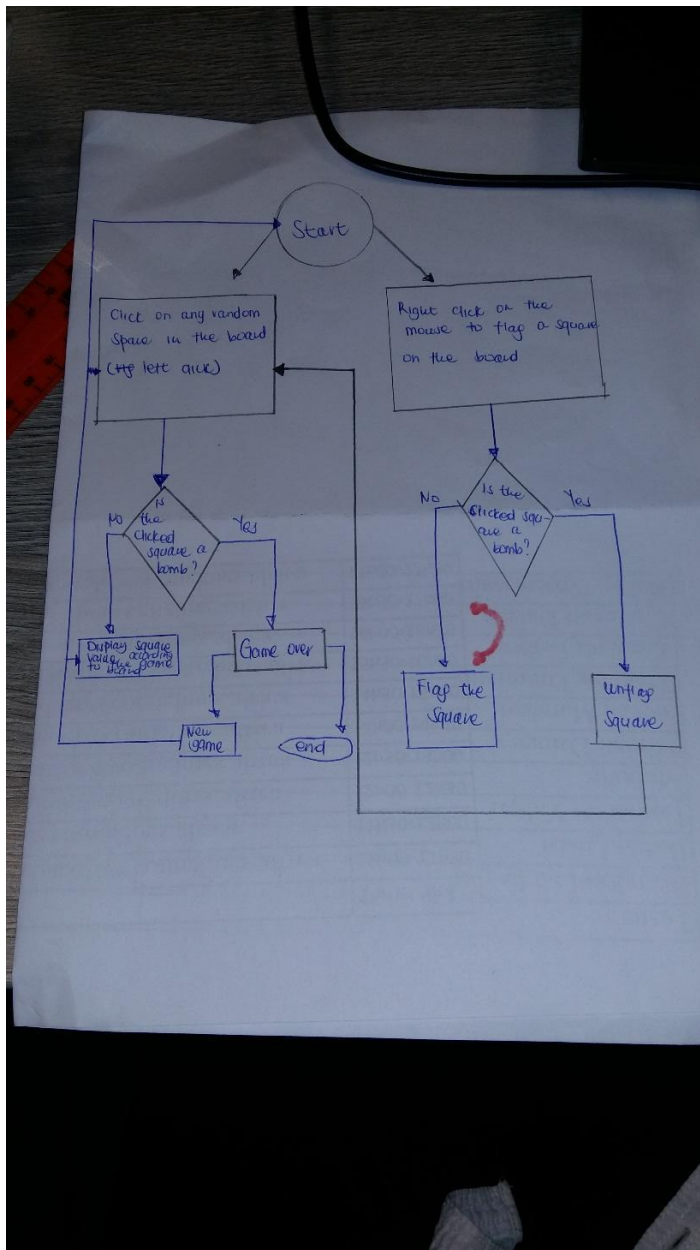 Start
Click on any random
space in the board
left click)
Right click on the
mouse to flag a square
on the board
Is
the
clicked
square a
bomb?
No
Yes
Is the
clicked squ-
are a
bomb?
No
Yes
Display square
value according
to the game
board
Game over
New
game
end
Flag the
square
Unflag
square